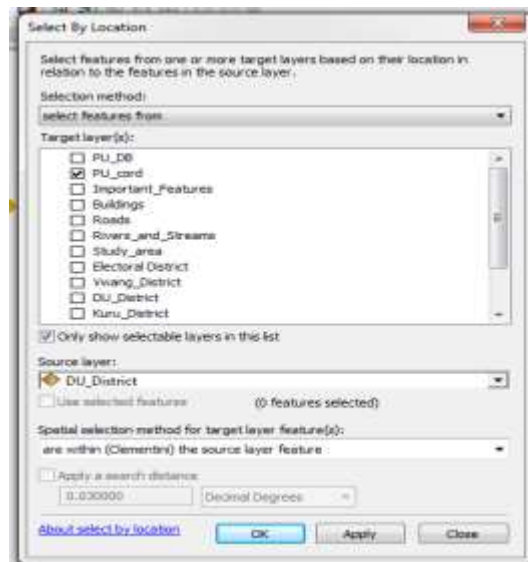 Select By Location
Select features from one or more target layers based on their location in
relation to the features in the source layer.
Selection method:
select features from
Target layer(s):
PU_DB
PU_cord
Important_Features
Buildings
Roads
Rivers_and_Streams
Study_area
Electoral District
Vwang_District
DU_District
Kuru_District
Only show selectable layers in this list
Source layer:
DU_District
Use selected features (0 features selected)
Spatial selection method for target layer feature(s):
are within (Clementini) the source layer feature
Apply a search distance
0.030000 Decimal Degrees
About select by location OK Apply Close